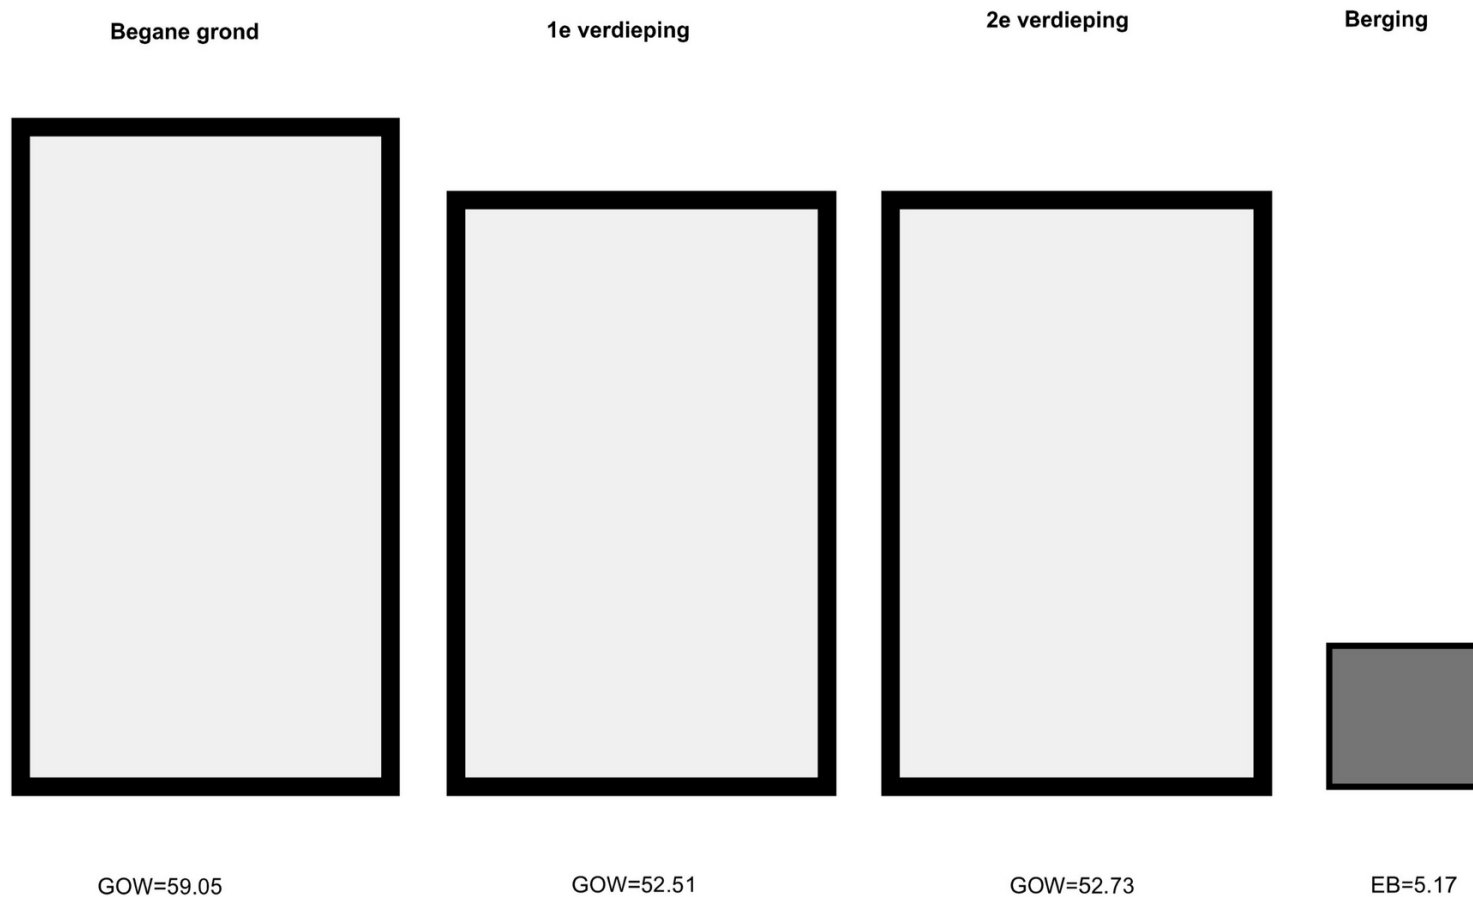 Begane grond
1e verdieping
2e verdieping
Berging
GOW=59.05
GOW=52.51
GOW=52.73
EB=5.17